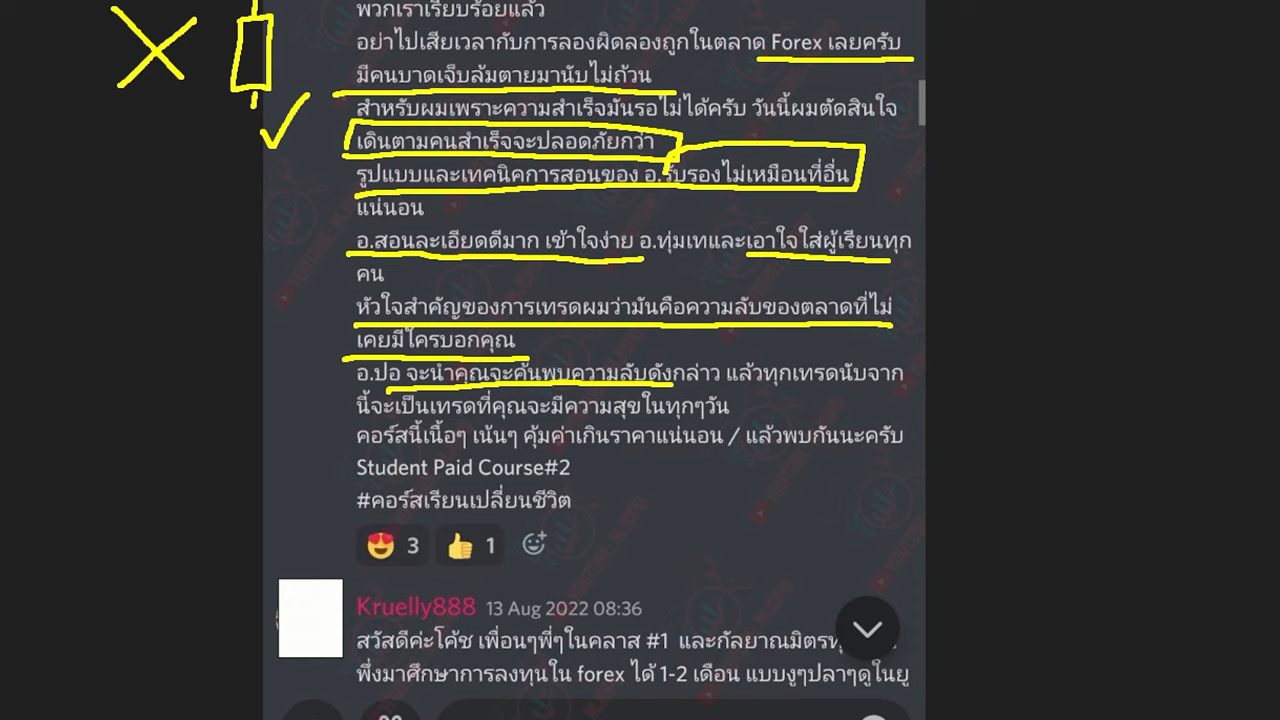 พวกเราเรียบร้อยแล้ว
อย่าไปเสียเวลากับการลองผิดลองถูกในตลาด Forex เลยครับ
มีคนบาดเจ็บล้มตายมานับไม่ถ้วน
สำหรับผมเพราะความสำเร็จมันรอไม่ได้ครับ วันนี้ผมตัดสินใจ
เดินตามคนสำเร็จจะปลอดภัยกว่า
รูปแบบและเทคนิคการสอนของ อ.รับรองไม่เหมือนที่อื่น
แน่นอน
อ.สอนละเอียดดีมาก เข้าใจง่าย อ.ทุ่มเทและเอาใจใส่ผู้เรียนทุก
คน
หัวใจสำคัญของการเทรดผมว่ามันคือความลับของตลาดที่ไม่
เคยมีใครบอกคุณ
อ.ปอ จะนำคุณจะค้นพบความลับดังกล่าว แล้วทุกเทรดนับจาก
นี้จะเป็นเทรดที่คุณจะมีความสุขในทุกๆวัน
คอร์สนี้เนื้อๆ เน้นๆ คุ้มค่าเกินราคาแน่นอน / แล้วพบกันนะครับ
Student Paid Course#2
#คอร์สเรียนเปลี่ยนชีวิต
3 1
Kruelly888 13 Aug 2022 08:36
สวัสดีค่ะโค้ช เพื่อนๆพี่ๆในคลาส #1 และกัลยาณมิตร
พึ่งมาศึกษาการลงทุนใน forex ได้ 1-2 เดือน แบบงูๆปลาๆดูในยู